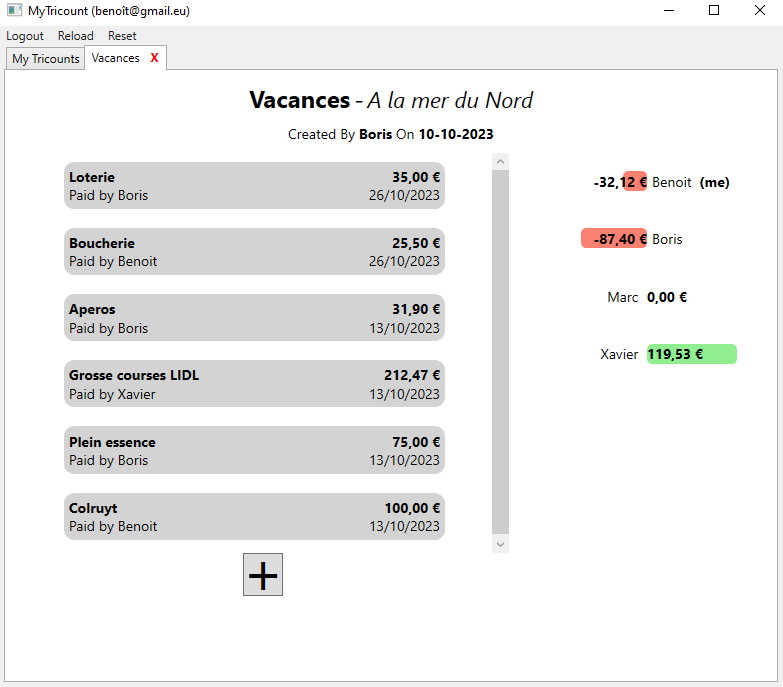 MyTricount (benoît@gmail.eu)
Logout Reload Reset
My Tricounts Vacances X
Vacances - A la mer du Nord
Created By Boris On 10-10-2023
Loterie 35,00 €
Paid by Boris 26/10/2023
Boucherie 25,50 €
Paid by Benoit 26/10/2023
Aperos 31,90 €
Paid by Boris 13/10/2023
Grosse courses LIDL 212,47 €
Paid by Xavier 13/10/2023
Plein essence 75,00 €
Paid by Boris 13/10/2023
Colruyt 100,00 €
Paid by Benoit 13/10/2023
+
-32,12 € Benoit (me)
-87,40 € Boris
Marc 0,00 €
Xavier 119,53 €